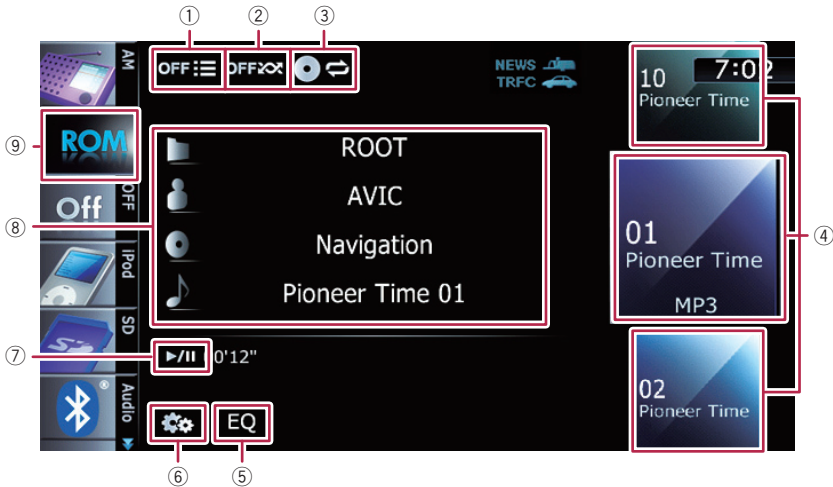 ① ② ③
AM
OFF
OFF
NEWS
TRFC
10
7:02
Pioneer Time
⑨
ROM
ROOT
OFF
Off
AVIC
⑧
④
01
Pioneer Time
iPod
Navigation
Pioneer Time 01
MP3
SD
⑦
0'12"
02
Pioneer Time
Audio
EQ
⑥ ⑤